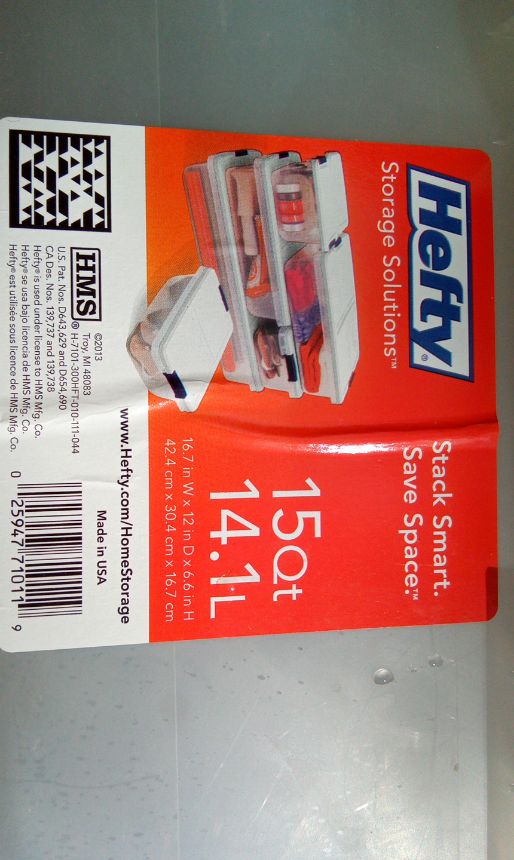 Hefty®
Storage Solutions™
Stack Smart.
Save Space.™
15Qt
14.1L
16.7 in W x 12 in D x 6.6 in H
42.4 cm x 30.4 cm x 16.7 cm
www.Hefty.com/HomeStorage
Made in USA
HMS®
©2013
Troy, MI 48083
H-7101-300HFT-010-111-044
U.S. Pat. Nos. D643,629 and D654,690
CA Des. Nos. 139,737 and 139,738
Hefty® is used under license to HMS Mfg. Co.
Hefty® se usa bajo licencia de HMS Mfg. Co.
Hefty® est utilisée sous licence de HMS Mfg. Co.
0 25947 71011 9